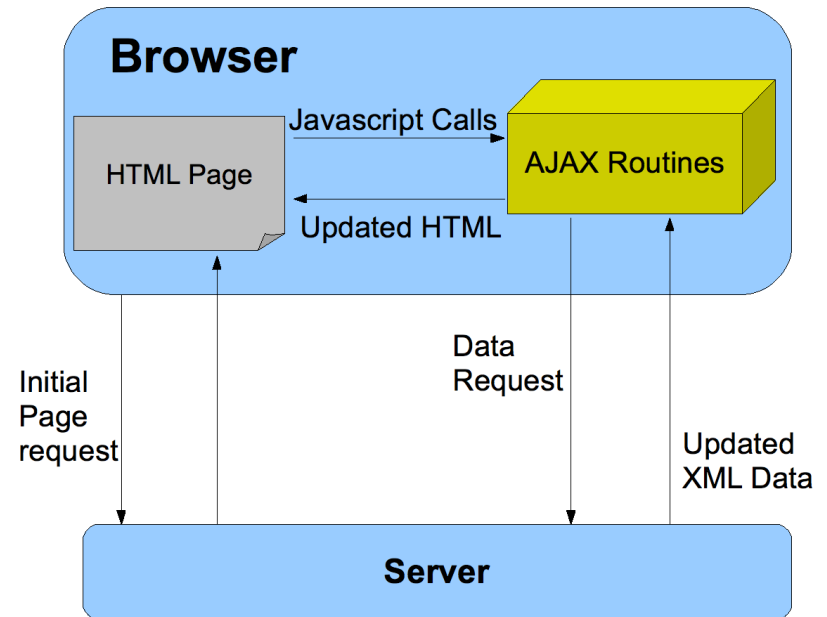 Browser
Javascript Calls
HTML Page
AJAX Routines
Updated HTML
Initial
Page
request
Data
Request
Updated
XML Data
Server